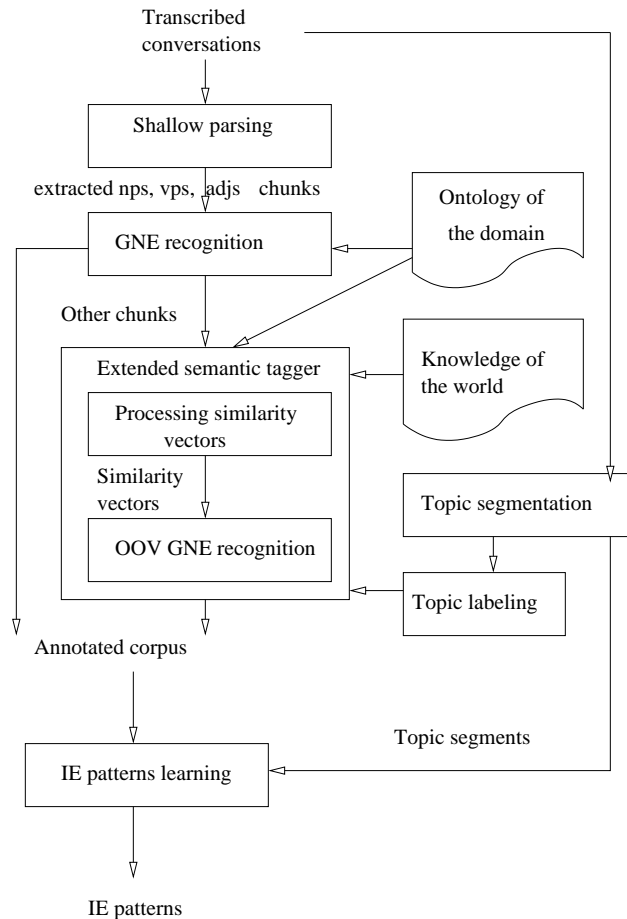 Transcribed
conversations
Shallow parsing
extracted nps, vps, adjs chunks
Ontology of
the domain
GNE recognition
Other chunks
Extended semantic tagger
Knowledge of
the world
Processing similarity
vectors
Similarity
vectors
Topic segmentation
OOV GNE recognition
Topic labeling
Annotated corpus
Topic segments
IE patterns learning
IE patterns